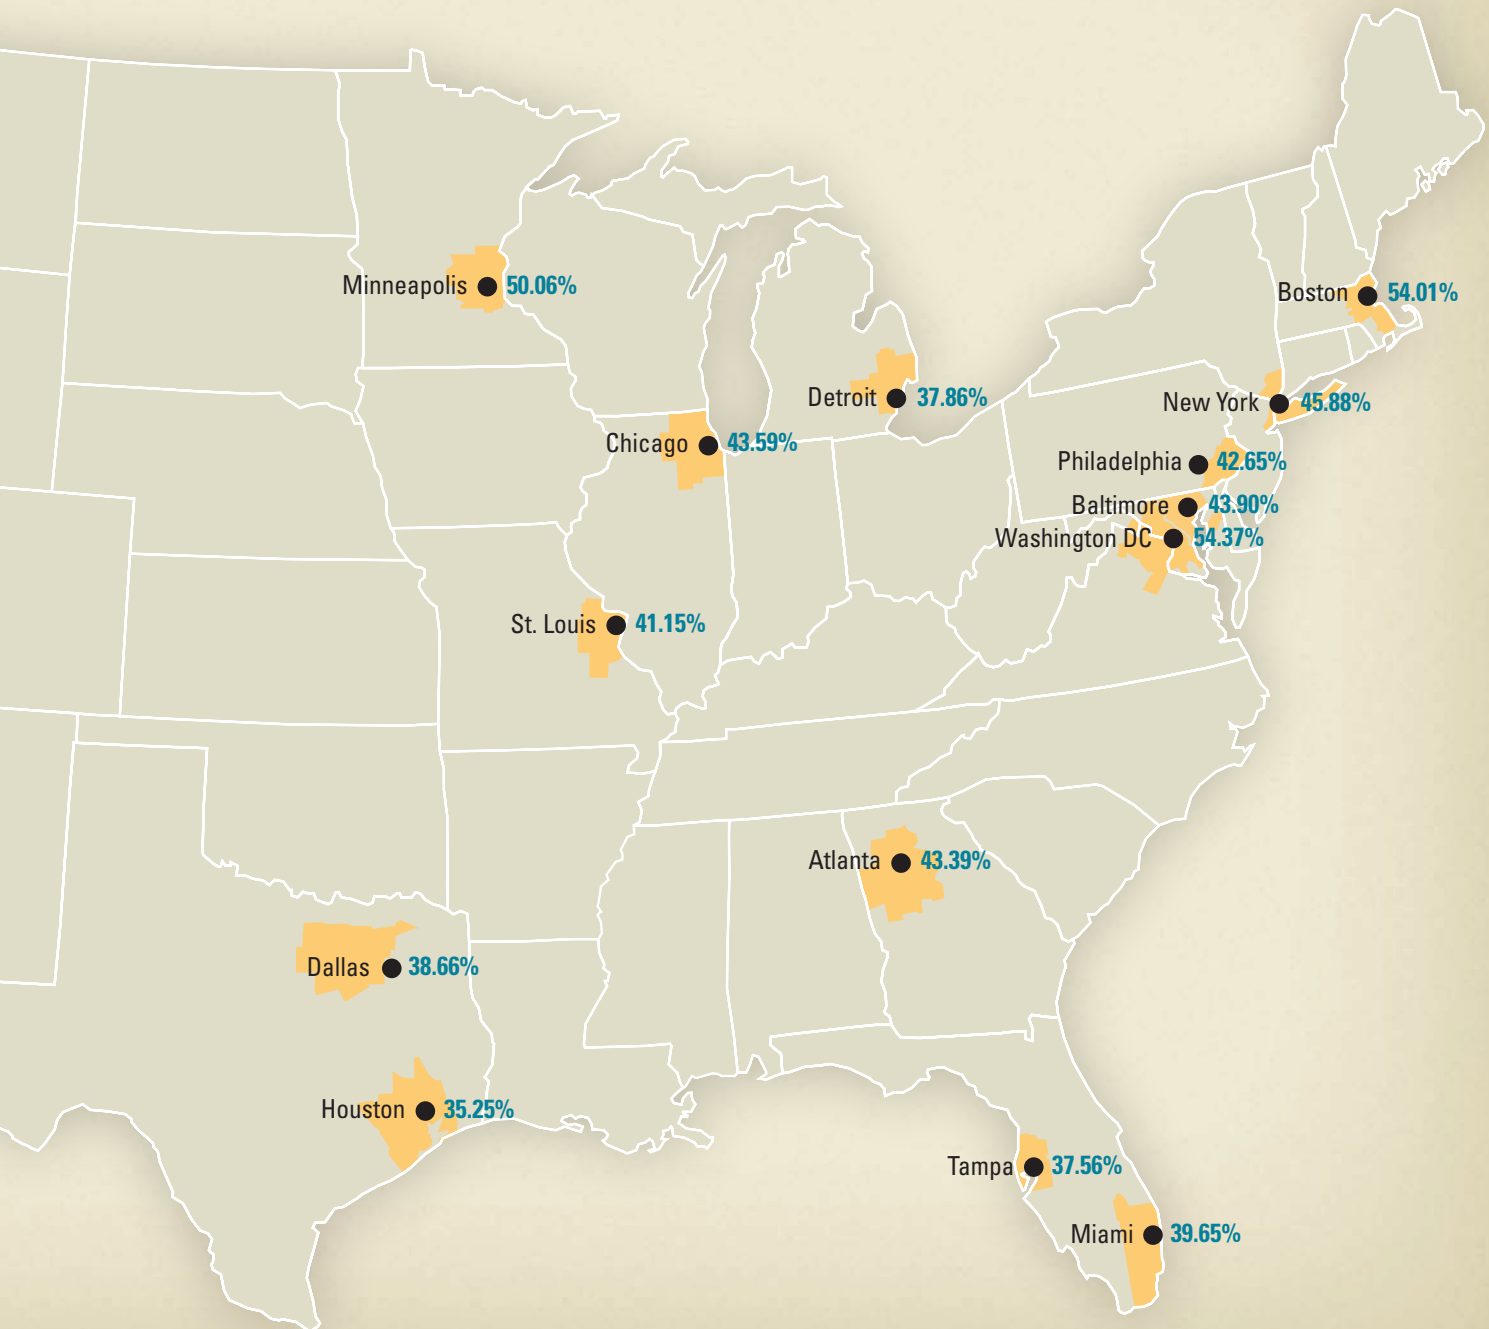 Minneapolis 50.06%
Boston 54.01%
Detroit 37.86%
New York 45.88%
Chicago 43.59%
Philadelphia 42.65%
Baltimore 43.90%
Washington DC 54.37%
St. Louis 41.15%
Atlanta 43.39%
Dallas 38.66%
Houston 35.25%
Tampa 37.56%
Miami 39.65%